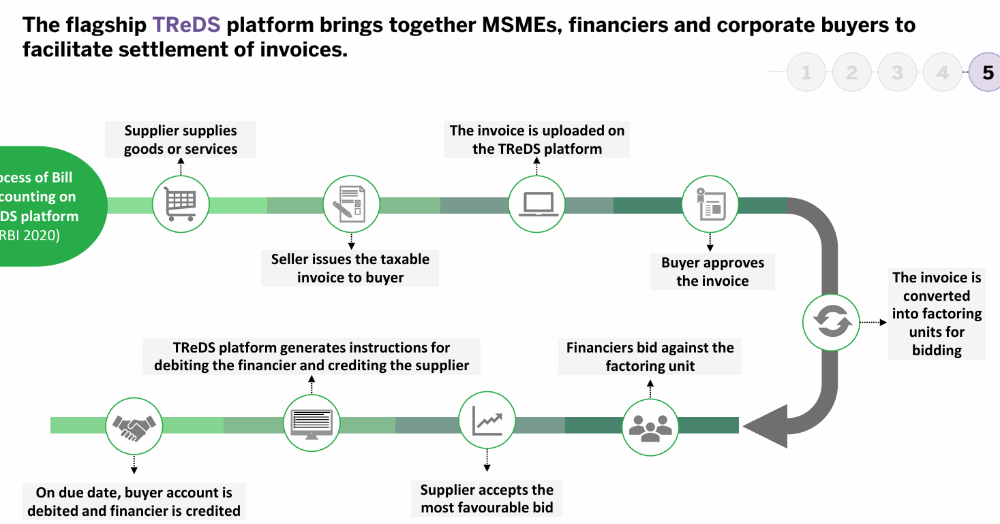 The flagship TReDS platform brings together MSMEs, financiers and corporate buyers to
facilitate settlement of invoices.
1 2 3 4 5
Supplier supplies
goods or services
The invoice is uploaded on
the TReDS platform
of Bill
on
platform
RBI 2020)
Seller issues the taxable
invoice to buyer
Buyer approves
the invoice
The invoice is
converted
into factoring
units for
bidding
Financiers bid against the
factoring unit
TReDS platform generates instructions for
debiting the financier and crediting the supplier
Supplier accepts the
most favourable bid
On due date, buyer account is
debited and financier is credited